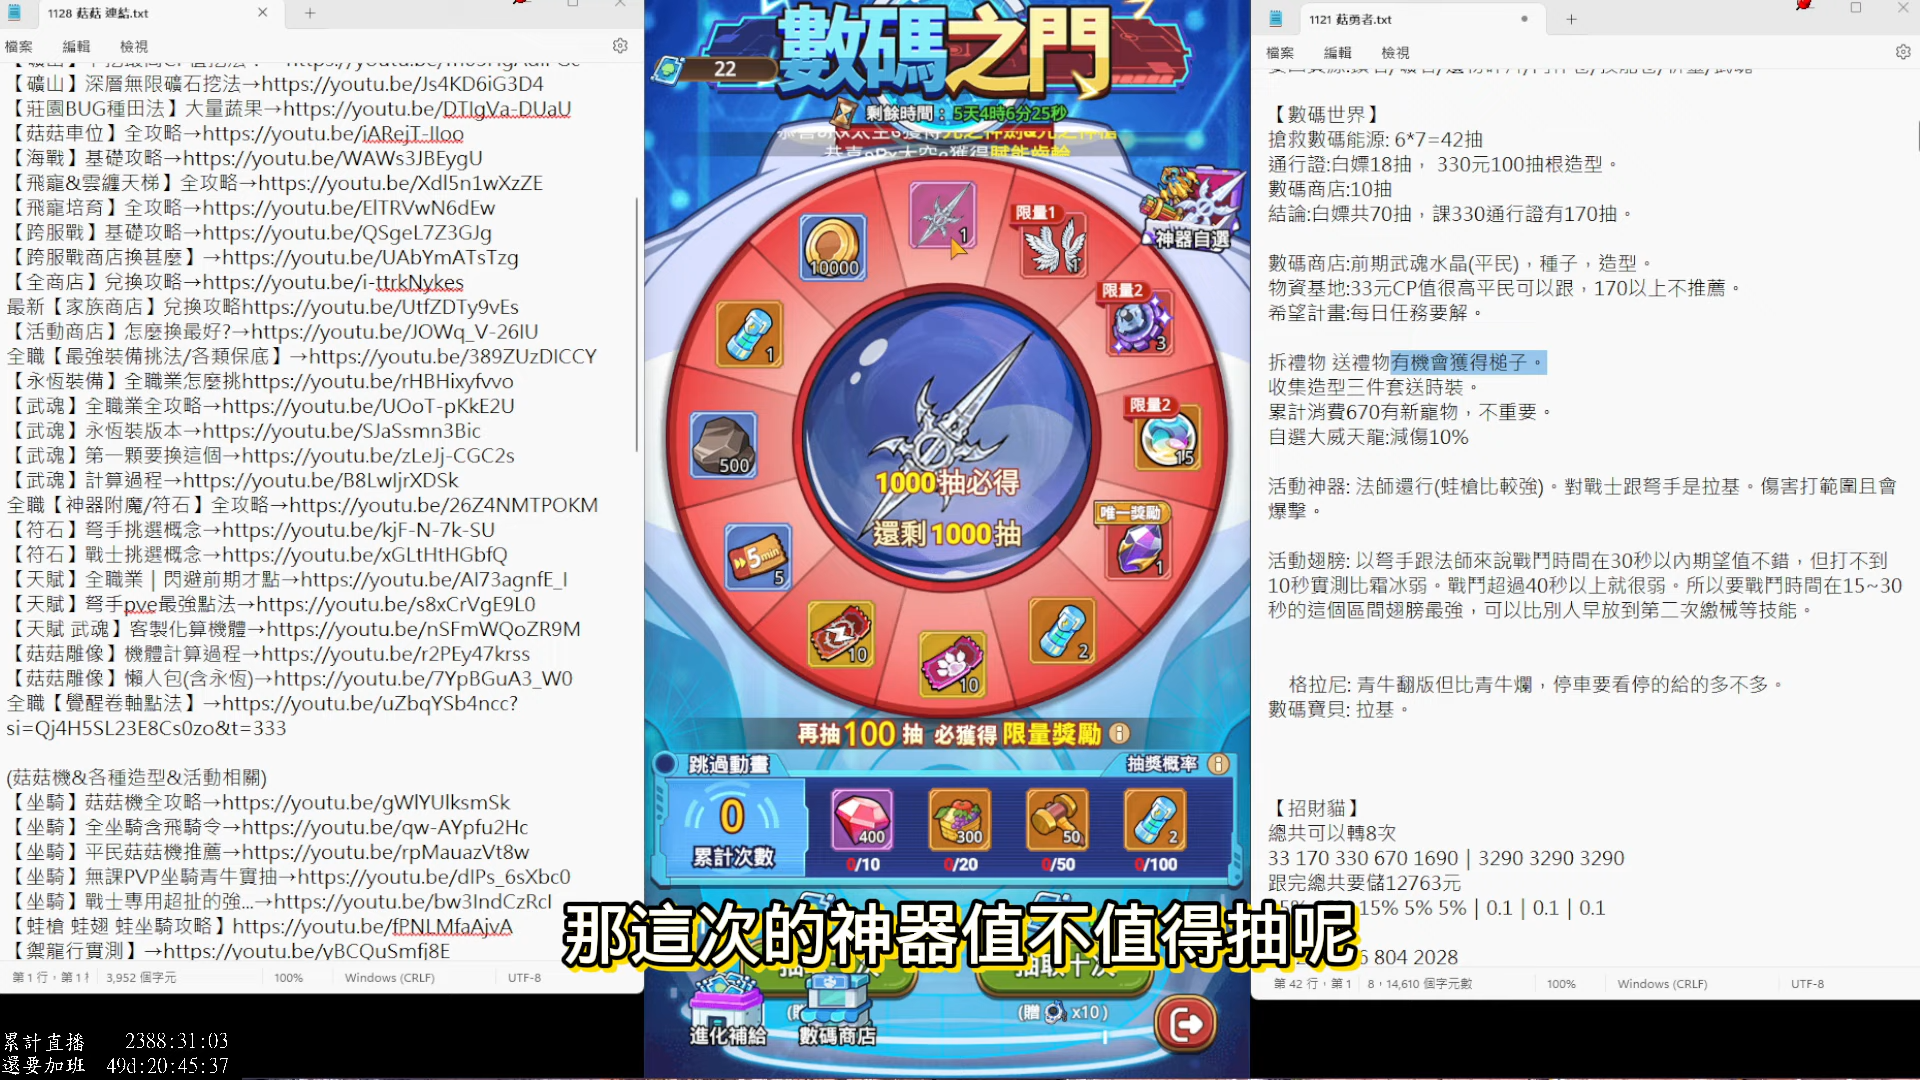 1128 菇菇 連結.txt
檔案 編輯 檢視
【礦山】深層無限礦石挖法→https://youtu.be/Js4KD6iG3D4
【莊園BUG種田法】大量蔬果→https://youtu.be/DTlgVa-DUaU
【菇菇車位】全攻略→https://youtu.be/iARejT-lIoo
【海戰】基礎攻略→https://youtu.be/WAWs3JBEygU
【飛寵&雲纏天梯】全攻略→https://youtu.be/Xdl5n1wXzZE
【飛寵培育】全攻略→https://youtu.be/ElTRVwN6dEw
【跨服戰】基礎攻略→https://youtu.be/QSgeL7Z3GJg
【跨服戰商店換甚麼】→https://youtu.be/UAbYmATsTzg
【全商店】兌換攻略→https://youtu.be/i-ttrkNykes
最新【家族商店】兌換攻略https://youtu.be/UtfZDTy9vEs
【活動商店】怎麼換最好?→https://youtu.be/JOWq_V-26IU
全職【最強裝備挑法/各類保底】→https://youtu.be/389ZUzDICCY
【永恆裝備】全職業怎麼挑https://youtu.be/rHBHixyfvvo
【武魂】全職業全攻略→https://youtu.be/UOoT-pKkE2U
【武魂】永恆裝版本→https://youtu.be/SJaSsmn3Bic
【武魂】第一顆要換這個→https://youtu.be/zLeJj-CGC2s
【武魂】計算過程→https://youtu.be/B8LwIjrXDSk
全職【神器附魔/符石】全攻略→https://youtu.be/26Z4NMTPOKM
【符石】弩手挑選概念→https://youtu.be/kjF-N-7k-SU
【符石】戰士挑選概念→https://youtu.be/xGLtHtHGbfQ
【天賦】全職業 | 閃避前期才點→https://youtu.be/AI73agnfE_I
【天賦】弩手pve最強點法→https://youtu.be/s8xCrVgE9L0
【天賦 武魂】客製化算機體→https://youtu.be/nSFmWQoZR9M
【菇菇雕像】機體計算過程→https://youtu.be/r2PEy47krss
【菇菇雕像】懶人包(含永恆)→https://youtu.be/7YpBGuA3_W0
全職【覺醒卷軸點法】→https://youtu.be/uZbqYSb4ncc?
si=Qj4H5SL23E8Cs0zo&t=333
(菇菇機&各種造型&活動相關)
【坐騎】菇菇機全攻略→https://youtu.be/gWlYUlksmSk
【坐騎】全坐騎含飛騎令→https://youtu.be/qw-AYpfu2Hc
【坐騎】平民菇菇機推薦→https://youtu.be/rpMauazVt8w
【坐騎】無課PVP坐騎青牛實抽→https://youtu.be/dIPs_6sXbc0
【坐騎】戰士專用超扯的強...→https://youtu.be/bw3IndCzRcI
【蛙槍 蛙翅 蛙坐騎攻略】https://youtu.be/fPNLMfaAjvA
【禦龍行實測】→https://youtu.be/yBCQuSmfj8E
3,952 個字元 100% Windows (CRLF) UTF-8
累計直播 2388:31:03
還要加班 49d:20:45:37
22
數碼之門
剩餘時間：5天4時6分25秒
神器自選
10000
1
限量1
1
限量2
3
限量2
15
唯一獎勵
1
2
10
10
5min
5
500
1
1000抽必得
還剩1000抽
再抽100抽 必獲得限量獎勵
跳過動畫
抽獎概率
0
累計次數
400
300
50
2
0/10
0/20
0/50
0/100
抽取十次
(贈 x10)
進化補給
數碼商店
那這次的神器值不值得抽呢
1121 菇勇者.txt
檔案 編輯 檢視
【數碼世界】
搶救數碼能源: 6*7=42抽
通行證:白嫖18抽， 330元100抽根造型。
數碼商店:10抽
結論:白嫖共70抽，課330通行證有170抽。
數碼商店:前期武魂水晶(平民)，種子，造型。
物資基地:33元CP值很高平民可以跟，170以上不推薦。
希望計畫:每日任務要解。
拆禮物 送禮物有機會獲得槌子。
收集造型三件套送時裝。
累計消費670有新寵物，不重要。
自選大威天龍:減傷10%
活動神器: 法師還行(蛙槍比較強)。對戰士跟弩手是拉基。傷害打範圍且會
爆擊。
活動翅膀: 以弩手跟法師來說戰鬥時間在30秒以內期望值不錯，但打不到
10秒實測比霜冰弱。戰鬥超過40秒以上就很弱。所以要戰鬥時間在15~30
秒的這個區間翅膀最強，可以比別人早放到第二次繳械等技能。
格拉尼: 青牛翻版但比青牛爛，停車要看停的給的多不多。
數碼寶貝: 拉基。
【招財貓】
總共可以轉8次
33 170 330 670 1690 | 3290 3290 3290
跟完總共要儲12763元
15% 5% 5% | 0.1 | 0.1 | 0.1
804 2028
第 42 行，第 1 8，14,610 個字元數 100% Windows (CRLF) UTF-8